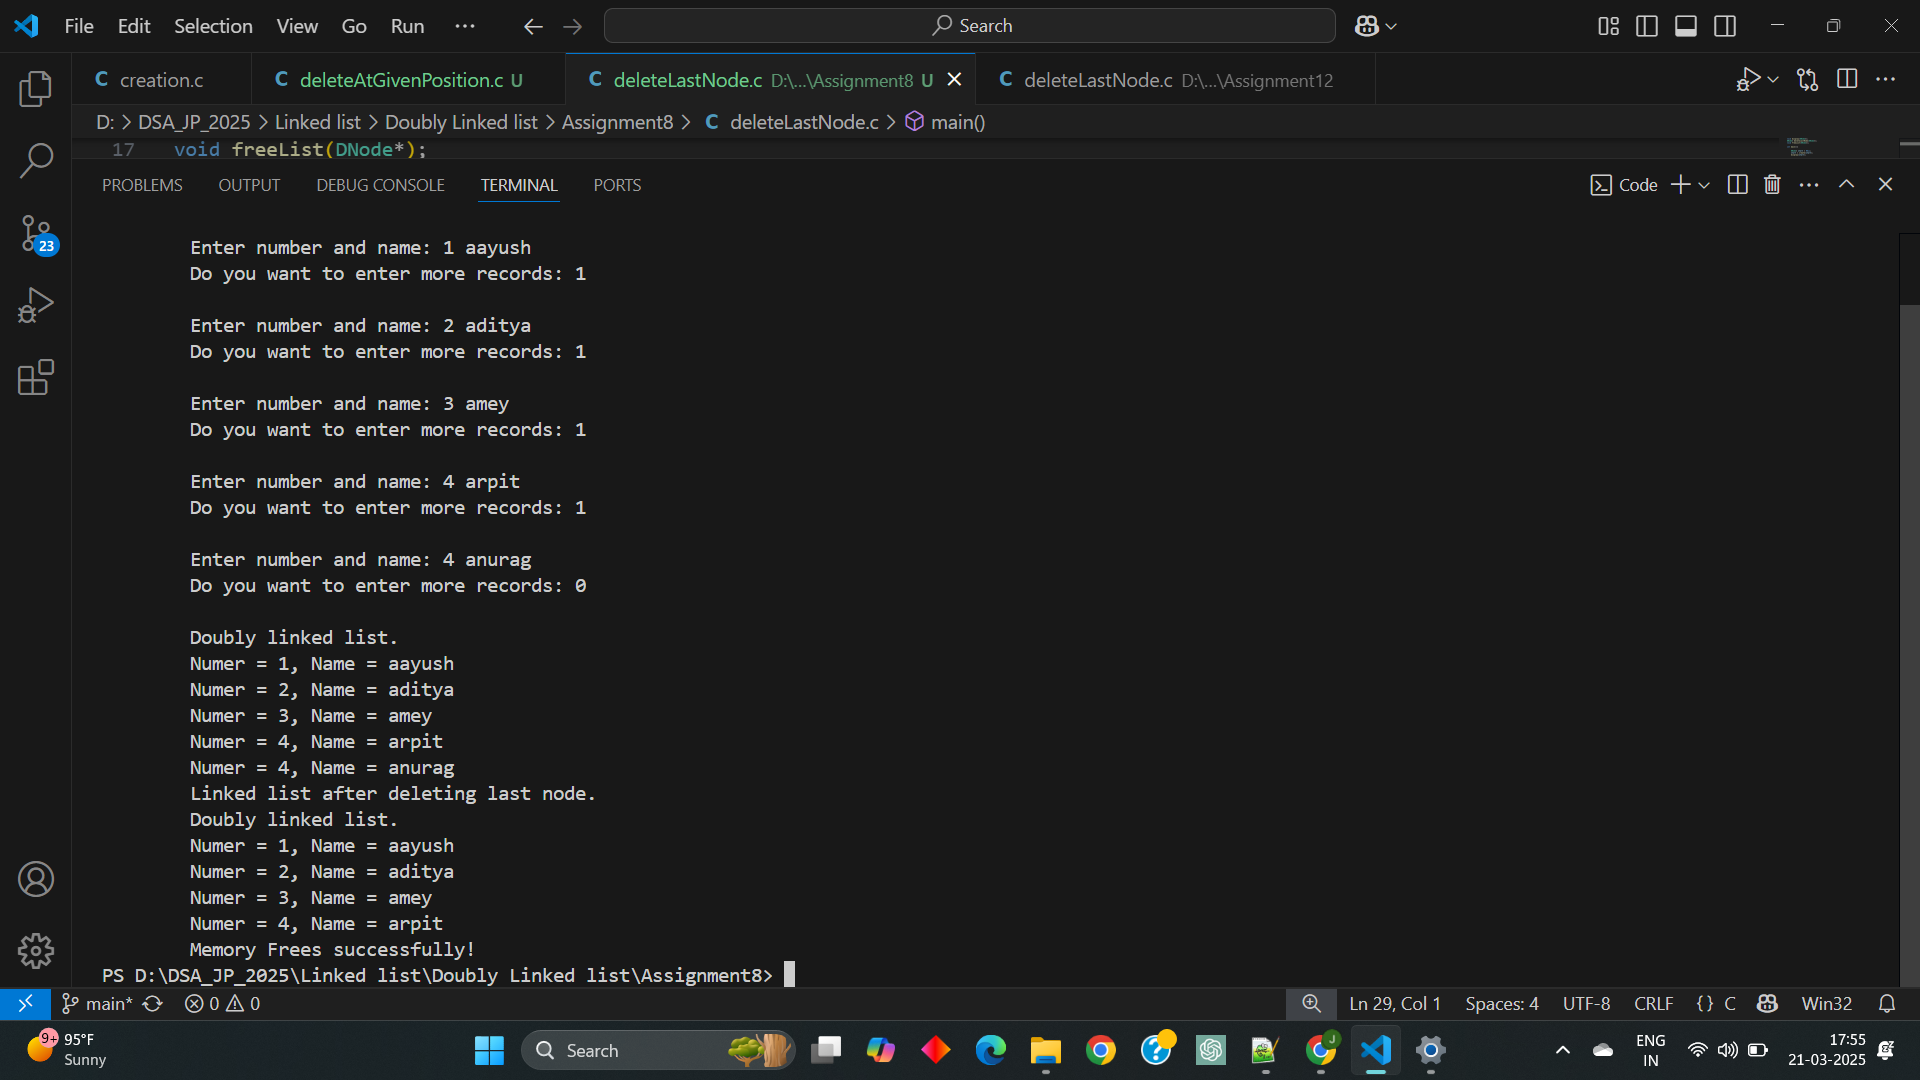 File Edit Selection View Go Run ··· Search
creation.c deleteAtGivenPosition.c U deleteLastNode.c D:\...\Assignment8 U deleteLastNode.c D:\...\Assignment12
D: > DSA_JP_2025 > Linked list > Doubly Linked list > Assignment8 > C deleteLastNode.c > main()
17 void freeList(DNode*);
PROBLEMS OUTPUT DEBUG CONSOLE TERMINAL PORTS Code
Enter number and name: 1 aayush
Do you want to enter more records: 1
Enter number and name: 2 aditya
Do you want to enter more records: 1
Enter number and name: 3 amey
Do you want to enter more records: 1
Enter number and name: 4 arpit
Do you want to enter more records: 1
Enter number and name: 4 anurag
Do you want to enter more records: 0
Doubly linked list.
Numer = 1, Name = aayush
Numer = 2, Name = aditya
Numer = 3, Name = amey
Numer = 4, Name = arpit
Numer = 4, Name = anurag
Linked list after deleting last node.
Doubly linked list.
Numer = 1, Name = aayush
Numer = 2, Name = aditya
Numer = 3, Name = amey
Numer = 4, Name = arpit
Memory Frees successfully!
PS D:\DSA_JP_2025\Linked list\Doubly Linked list\Assignment8>
23
main* 0 0 Ln 29, Col 1 Spaces: 4 UTF-8 CRLF {} C Win32
9+ 95°F
Sunny
Search
J
ENG
IN
17:55
21-03-2025